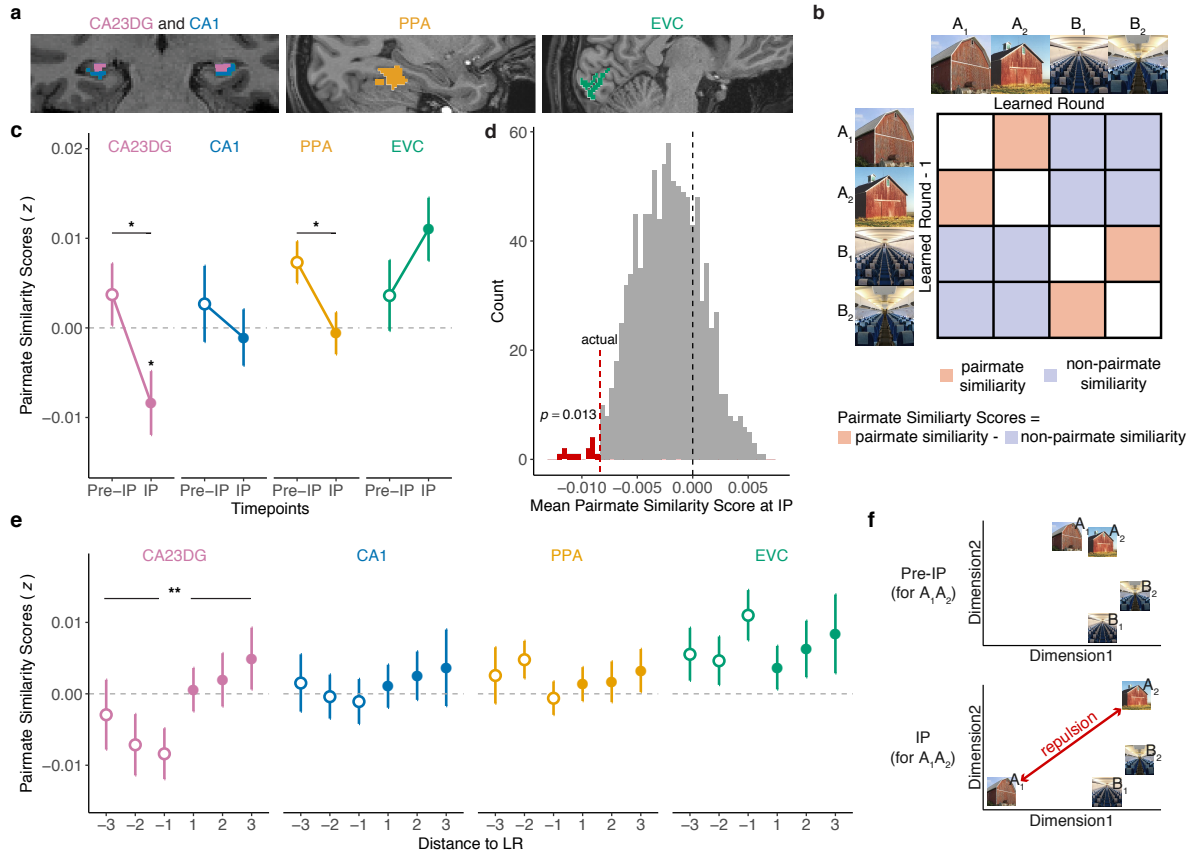 a
CA23DG and CA1
PPA
EVC
b
A1 A2 B1 B2
Learned Round
A1
A2
B1
B2
Learned Round - 1
pairmate similiarity
non-pairmate similiarity
Pairmate Similiarty Scores =
pairmate similarity - non-pairmate similarity
c
CA23DG CA1 PPA EVC
Pairmate Similarity Scores ( z )
0.02
0.01
0.00
−0.01
*
*
*
Pre−IP IP Pre−IP IP Pre−IP IP Pre−IP IP
Timepoints
d
Count
60
40
20
0
actual
p = 0.013
−0.010 −0.005 0.000 0.005
Mean Pairmate Similarity Score at IP
e
CA23DG CA1 PPA EVC
Pairmate Similarity Scores ( z )
**
0.01
0.00
−0.01
−3 −2 −1 1 2 3 −3 −2 −1 1 2 3 −3 −2 −1 1 2 3 −3 −2 −1 1 2 3
Distance to LR
f
Pre-IP
(for A1A2)
Dimension2
A1 A2
B2
B1
Dimension1
IP
(for A1A2)
Dimension2
A2
repulsion
B2
A1
B1
Dimension1